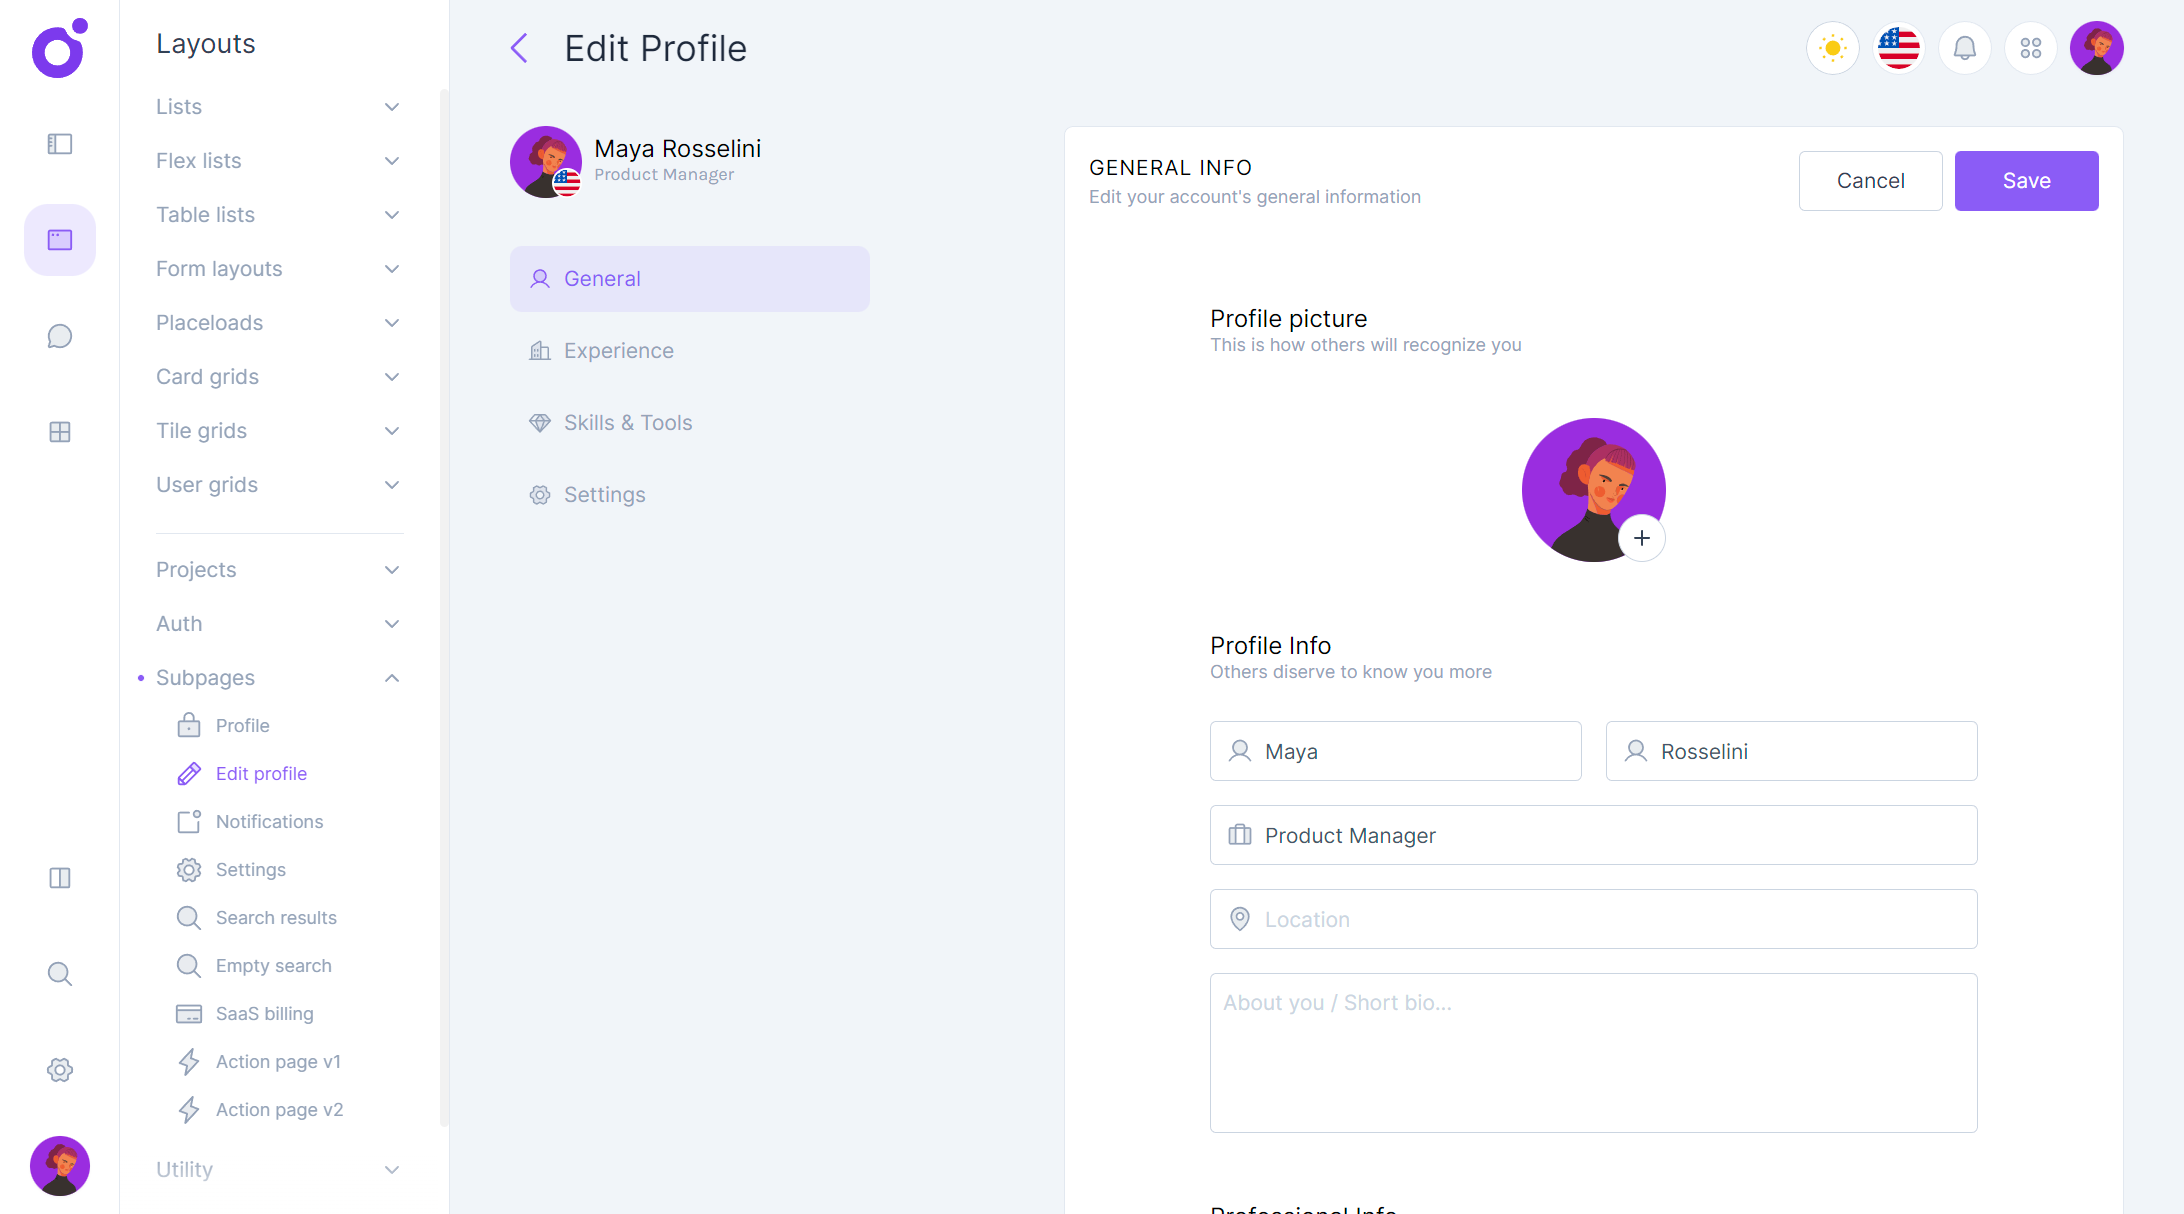 Layouts
Lists
Flex lists
Table lists
Form layouts
Placeloads
Card grids
Tile grids
User grids
Projects
Auth
Subpages
Profile
Edit profile
Notifications
Settings
Search results
Empty search
SaaS billing
Action page v1
Action page v2
Utility
Edit Profile
Maya Rosselini
Product Manager
General
Experience
Skills & Tools
Settings
GENERAL INFO
Edit your account's general information
Cancel
Save
Profile picture
This is how others will recognize you
Profile Info
Others diserve to know you more
Maya
Rosselini
Product Manager
Location
About you / Short bio...
Professional Info